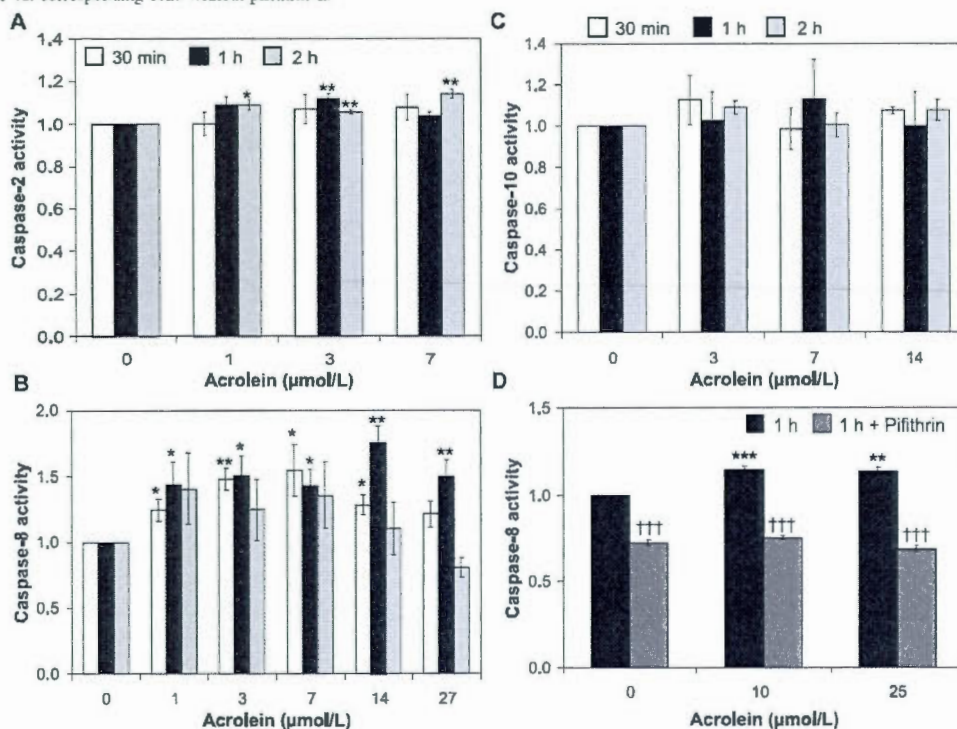 A
30 min 1 h 2 h
Caspase-2 activity
1.4
1.2
1.0
0.8
0.6
0.4
0.2
0.0
*
**
**
**
0 1 3 7
Acrolein (µmol/L)
C
30 min 1 h 2 h
Caspase-10 activity
1.4
1.2
1.0
0.8
0.6
0.4
0.2
0.0
0 3 7 14
Acrolein (µmol/L)
B
Caspase-8 activity
2.0
1.5
1.0
0.5
0.0
*
*
**
*
*
*
*
**
**
0 1 3 7 14 27
Acrolein (µmol/L)
D
1 h 1 h + Pifithrin
Caspase-8 activity
1.5
1.0
0.5
0.0
***
**
†††
†††
†††
0 10 25
Acrolein (µmol/L)